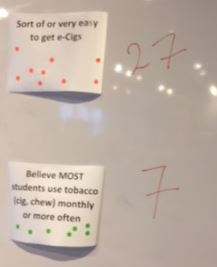 Sort of or very easy
to get e-Cigs
27
Believe MOST
students use tobacco
(cig, chew) monthly
or more often
7